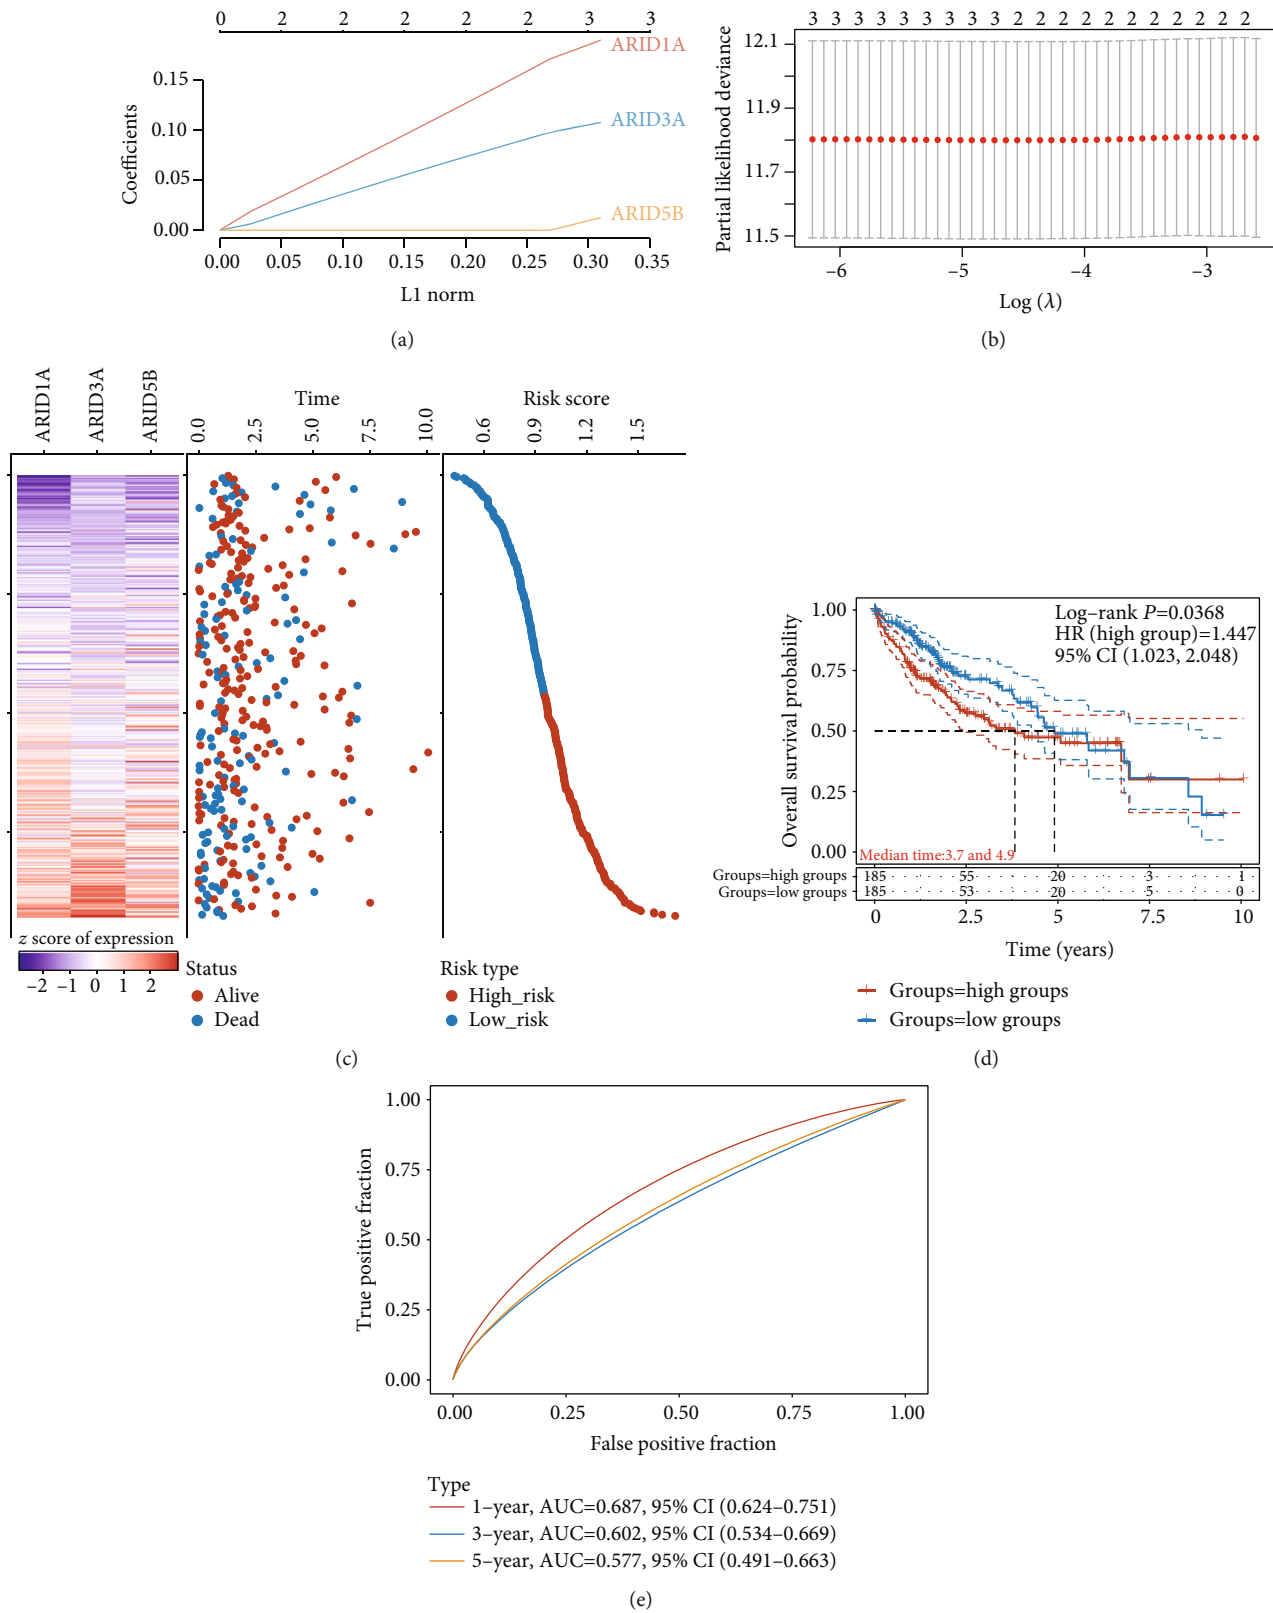 0 2 2 2 2 2 3 3
ARID1A
ARID3A
ARID5B
Coefficients
0.15
0.10
0.05
0.00
0.00 0.05 0.10 0.15 0.20 0.25 0.30 0.35
L1 norm
(a)
3 3 3 3 3 3 3 3 3 2 2 2 2 2 2 2 2 2 2 2
Partial likelihood deviance
12.1
11.9
11.7
11.5
−6 −5 −4 −3
Log (λ)
(b)
ARID1A ARID3A ARID5B
Time
0.0 2.5 5.0 7.5 10.0
Risk score
0.6 0.9 1.2 1.5
z score of expression
−2 −1 0 1 2
Status
Alive
Dead
Risk type
High_risk
Low_risk
(c)
Overall survival probability
1.00
0.75
0.50
0.25
0.00
Log−rank P=0.0368
HR (high group)=1.447
95% CI (1.023, 2.048)
Median time:3.7 and 4.9
Groups=high groups 185 55 20 3 1
Groups=low groups 185 53 20 5 0
0 2.5 5 7.5 10
Time (years)
Groups=high groups
Groups=low groups
(d)
True positive fraction
1.00
0.75
0.50
0.25
0.00
0.00 0.25 0.50 0.75 1.00
False positive fraction
Type
1−year, AUC=0.687, 95% CI (0.624−0.751)
3−year, AUC=0.602, 95% CI (0.534−0.669)
5−year, AUC=0.577, 95% CI (0.491−0.663)
(e)